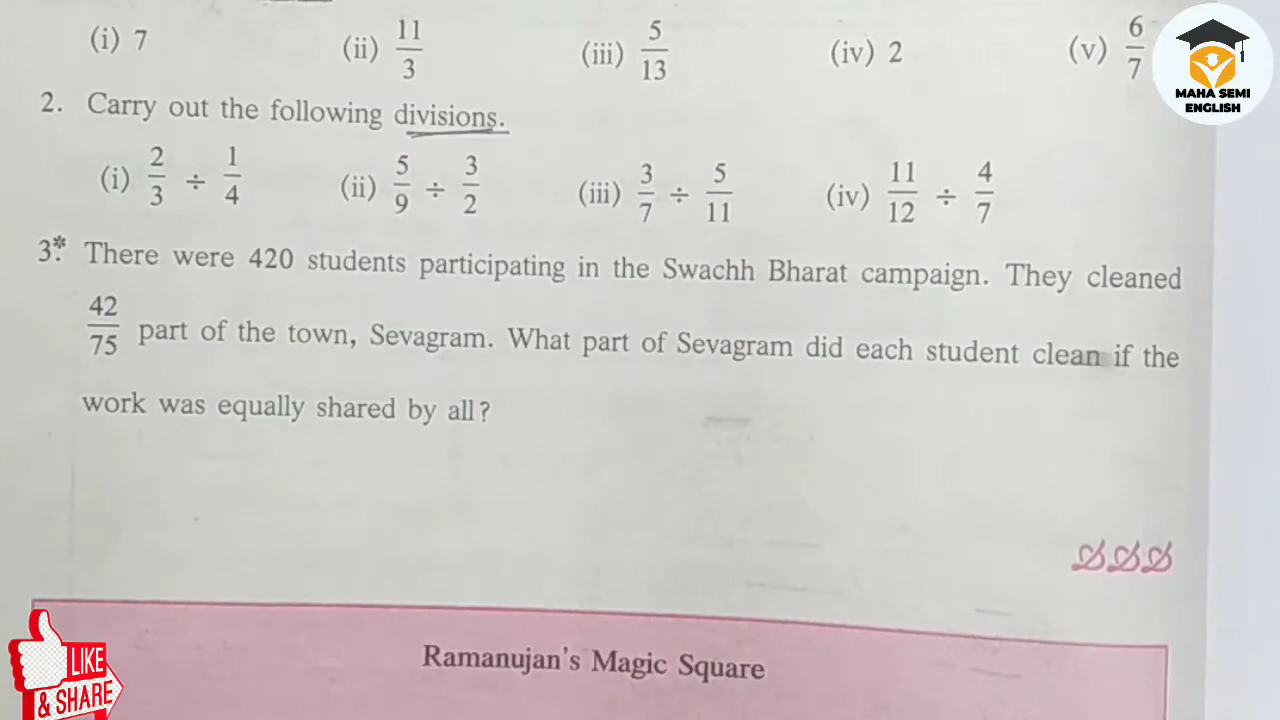 (i) 7 (ii) 11/3 (iii) 5/13 (iv) 2 (v) 6/7
MAHA SEMI
ENGLISH
2. Carry out the following divisions.
(i) 2/3 ÷ 1/4 (ii) 5/9 ÷ 3/2 (iii) 3/7 ÷ 5/11 (iv) 11/12 ÷ 4/7
3*. There were 420 students participating in the Swachh Bharat campaign. They cleaned
42/75 part of the town, Sevagram. What part of Sevagram did each student clean if the
work was equally shared by all?
Ramanujan's Magic Square
LIKE
& SHARE